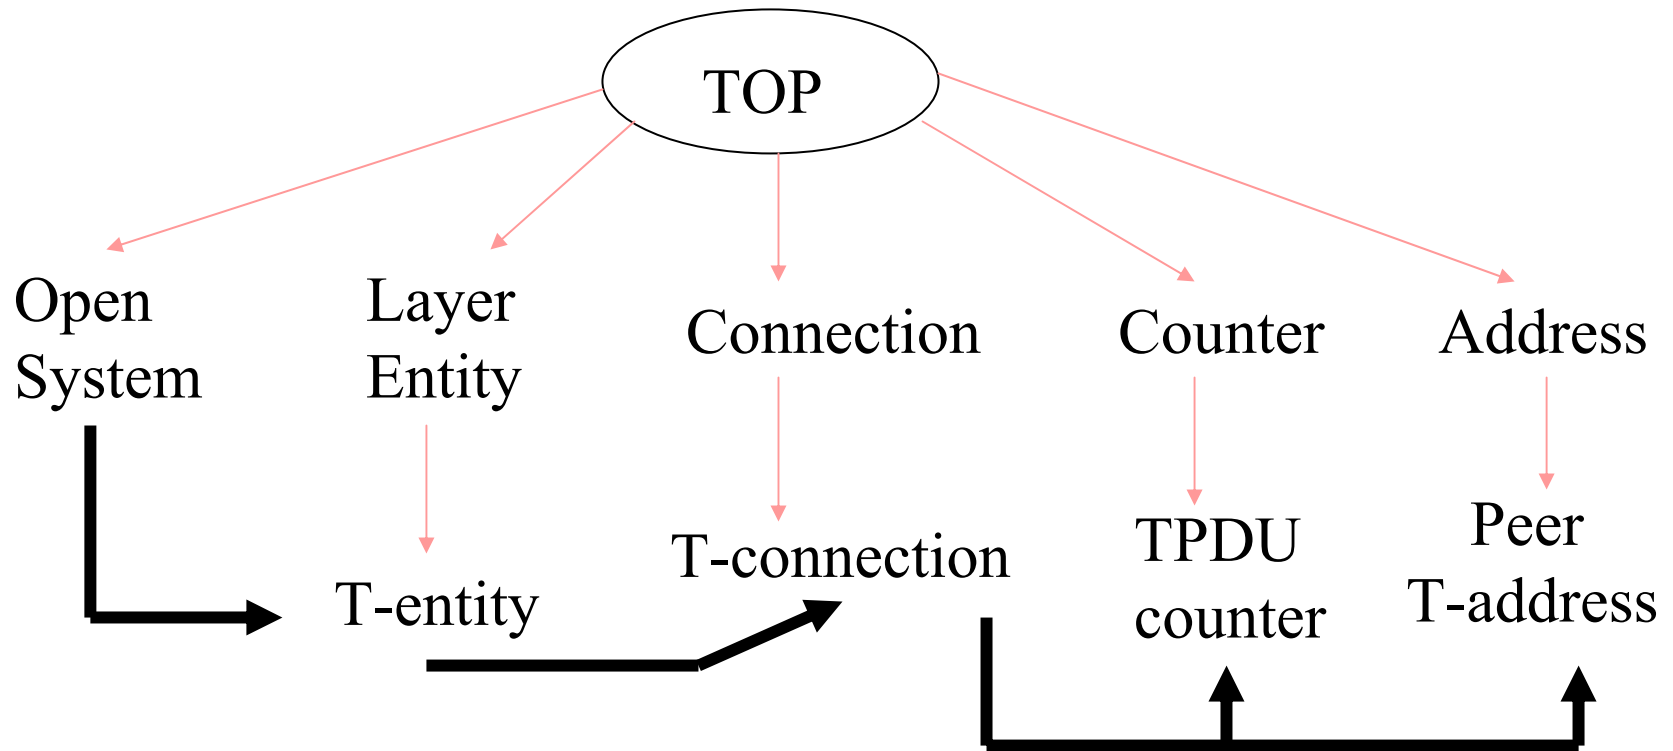 TOP
Open
System
Layer
Entity
Connection
Counter
Address
T-entity
T-connection
TPDU
counter
Peer
T-address